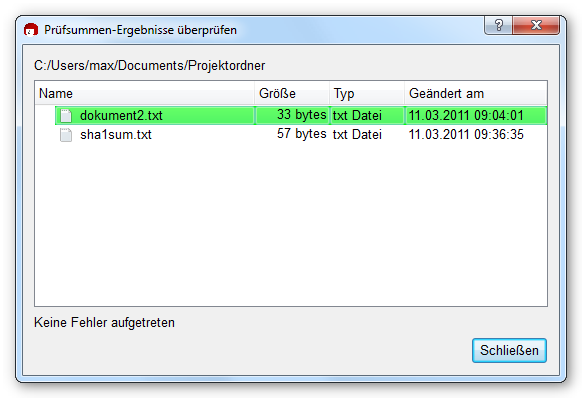 Prüfsummen-Ergebnisse überprüfen
?
C:/Users/max/Documents/Projektordner
Name Größe Typ Geändert am
dokument2.txt 33 bytes txt Datei 11.03.2011 09:04:01
sha1sum.txt 57 bytes txt Datei 11.03.2011 09:36:35
Keine Fehler aufgetreten
Schließen